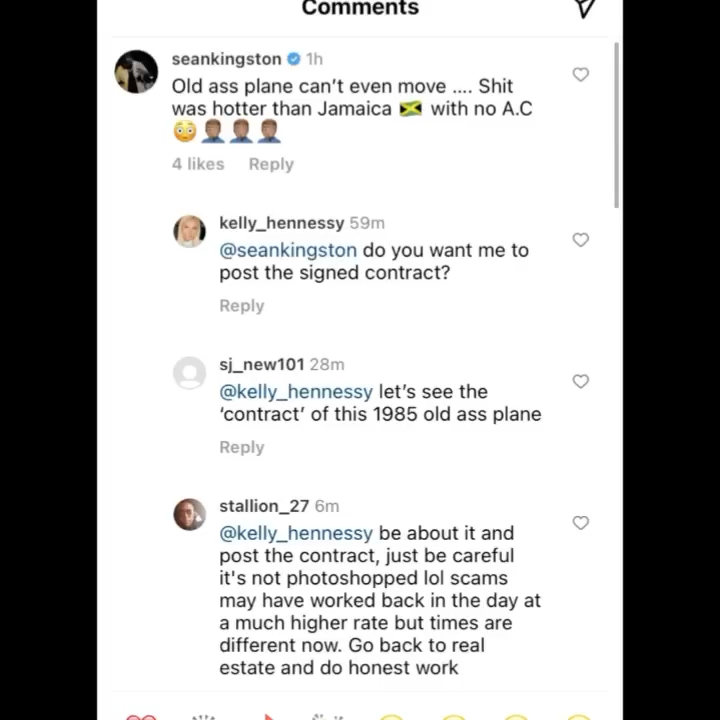 Comments
seankingston 1h
Old ass plane can't even move .... Shit
was hotter than Jamaica 🇯🇲 with no A.C
😳🤦🏽‍♂️🤦🏽‍♂️🤦🏽‍♂️
4 likes Reply
kelly_hennessy 59m
@seankingston do you want me to
post the signed contract?
Reply
sj_new101 28m
@kelly_hennessy let's see the
‘contract’ of this 1985 old ass plane
Reply
stallion_27 6m
@kelly_hennessy be about it and
post the contract, just be careful
it's not photoshopped lol scams
may have worked back in the day at
a much higher rate but times are
different now. Go back to real
estate and do honest work